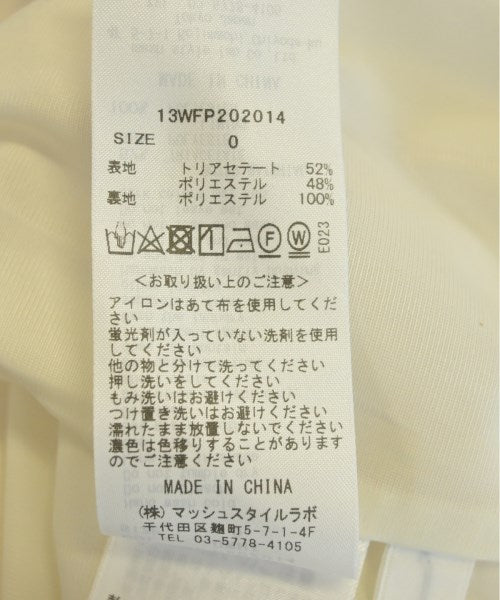 13WFP202014
SIZE 0
表地 トリアセテート 52%
ポリエステル 48%
裏地 ポリエステル 100%
F W E023
<お取り扱い上のご注意>
アイロンはあて布を使用してくだ
さい
蛍光剤が入っていない洗剤を使用
してください
他の物と分けて洗ってください
押し洗いをしてください
もみ洗いはお避けください
つけ置き洗いはお避けください
濡れたまま放置しないでください
濃色は色移りすることがあります
のでご注意ください
MADE IN CHINA
(株) マッシュスタイルラボ
千代田区麹町5-7-1-4F
TEL 03-5778-4105